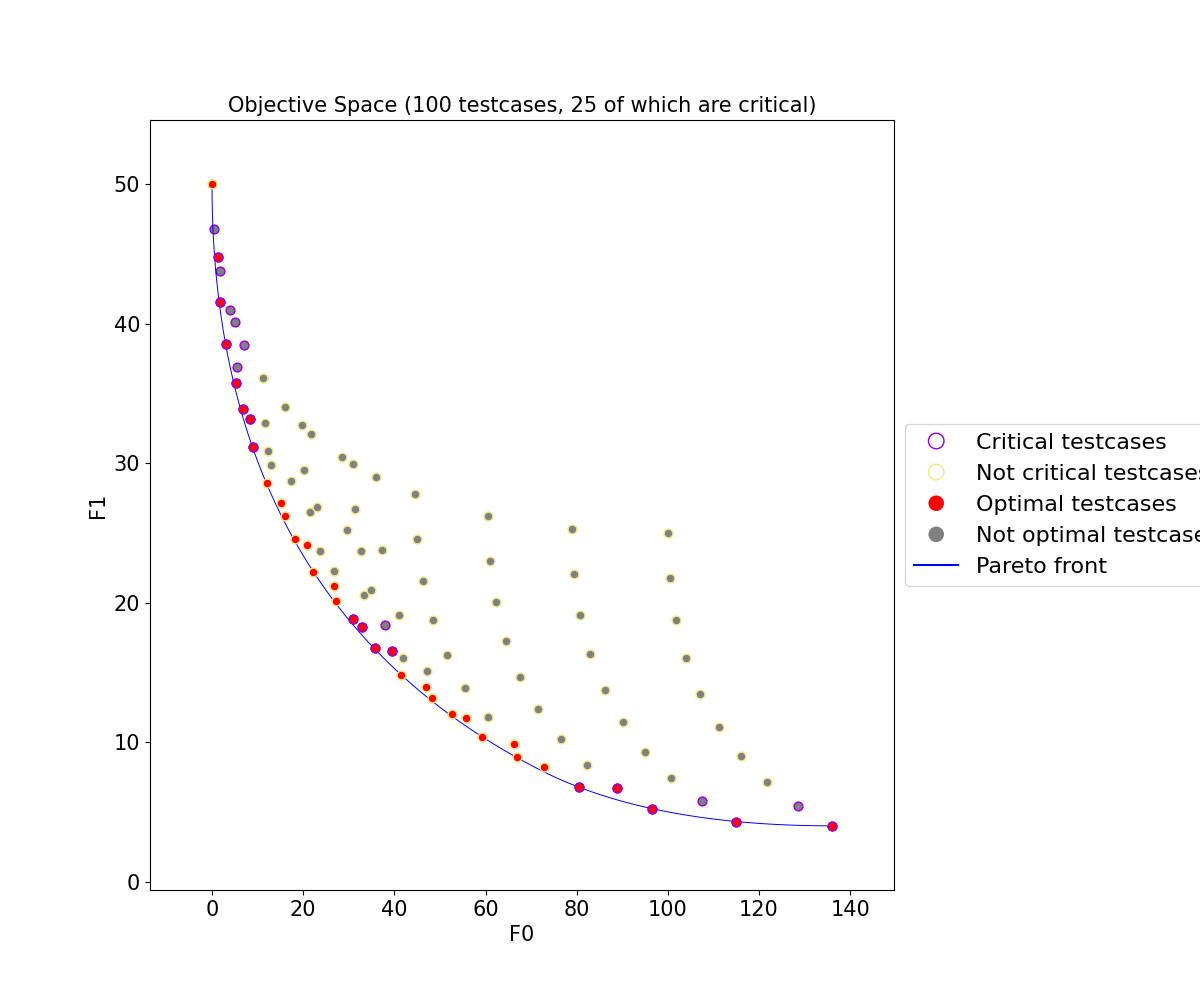 Objective Space (100 testcases, 25 of which are critical)
50
40
30
20
10
0
F1
0 20 40 60 80 100 120 140
F0
Critical testcases
Not critical testcases
Optimal testcases
Not optimal testcase
Pareto front